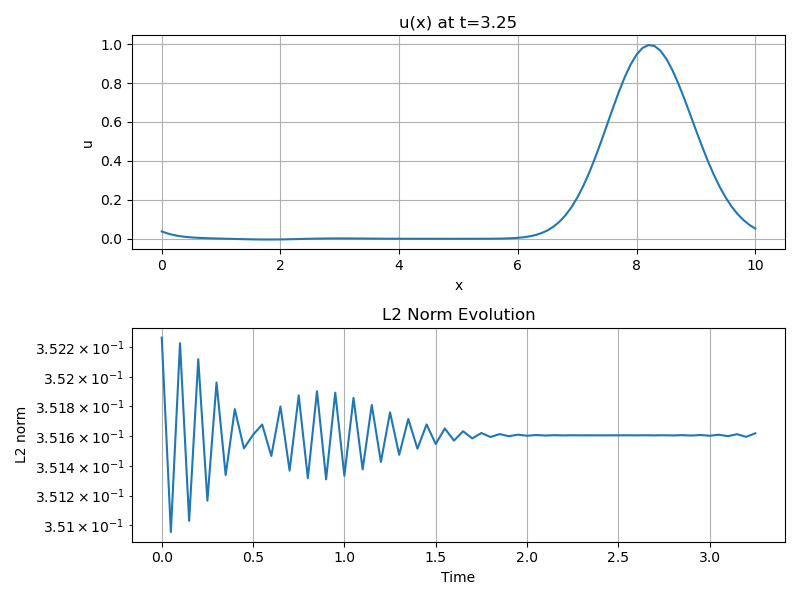 u(x) at t=3.25
1.0
0.8
0.6
0.4
0.2
0.0
u
0 2 4 6 8 10
x
L2 Norm Evolution
3.522 × 10⁻¹
3.52 × 10⁻¹
3.518 × 10⁻¹
3.516 × 10⁻¹
3.514 × 10⁻¹
3.512 × 10⁻¹
3.51 × 10⁻¹
L2 norm
0.0 0.5 1.0 1.5 2.0 2.5 3.0
Time